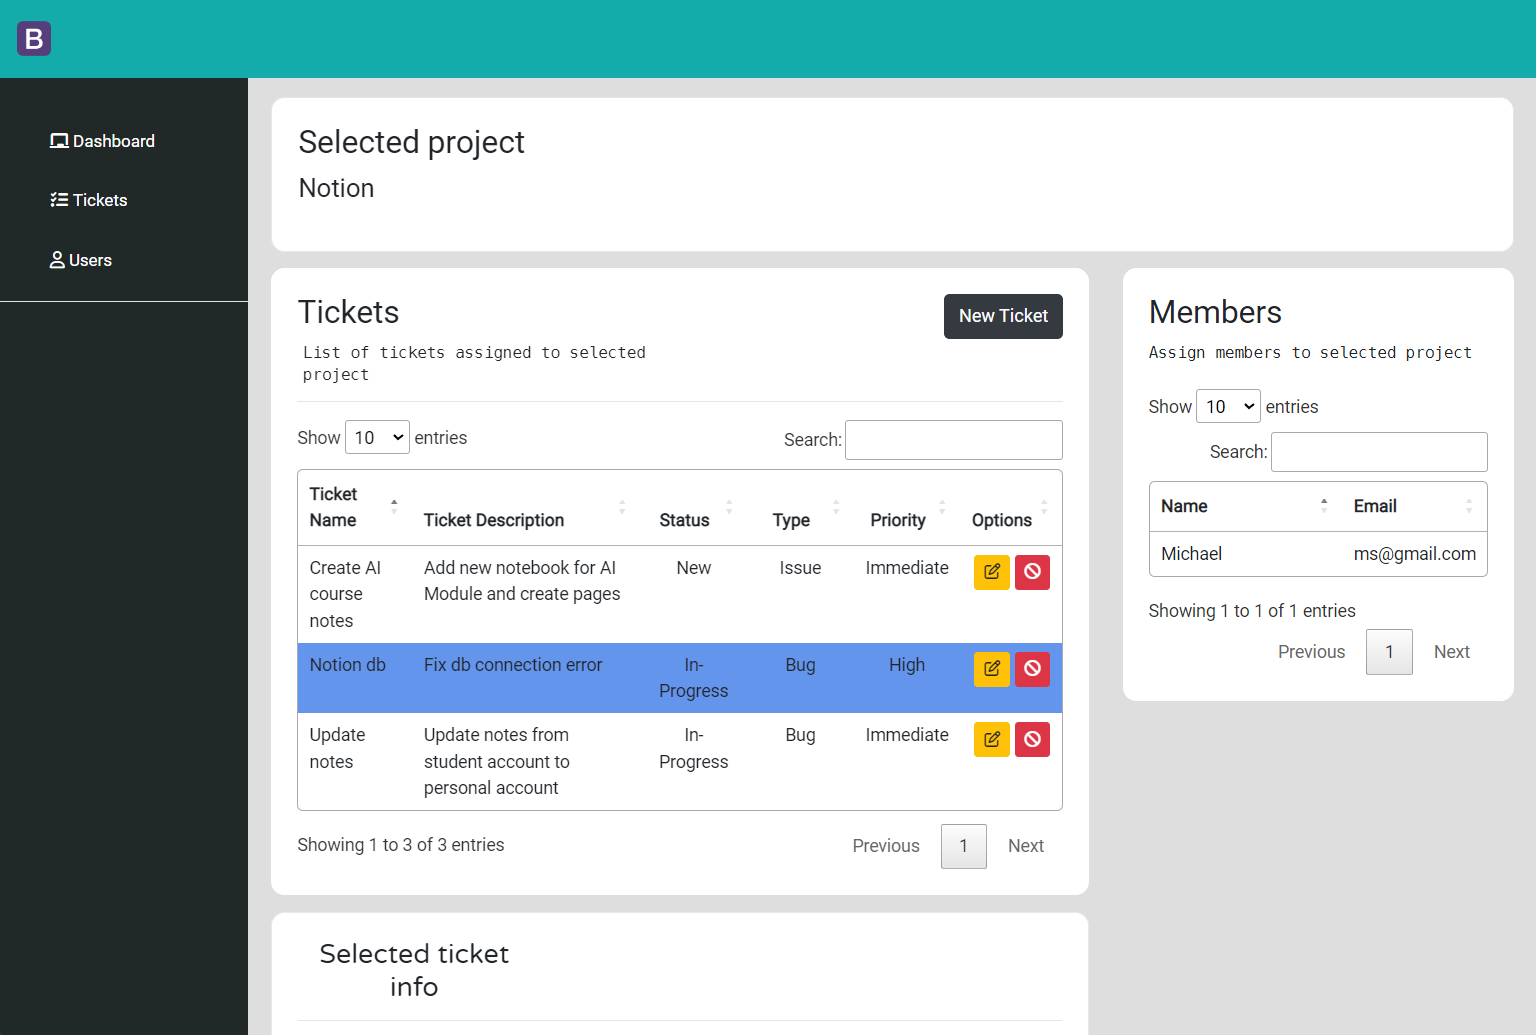 B
Dashboard
Tickets
Users
Selected project
Notion
Tickets
New Ticket
List of tickets assigned to selected
project
Show 10 entries
Search:
Ticket
Name
Ticket Description
Status
Type
Priority
Options
Create AI
course
notes
Add new notebook for AI
Module and create pages
New
Issue
Immediate
Notion db
Fix db connection error
In-
Progress
Bug
High
Update
notes
Update notes from
student account to
personal account
In-
Progress
Bug
Immediate
Showing 1 to 3 of 3 entries
Previous 1 Next
Members
Assign members to selected project
Show 10 entries
Search:
Name Email
Michael ms@gmail.com
Showing 1 to 1 of 1 entries
Previous 1 Next
Selected ticket
info